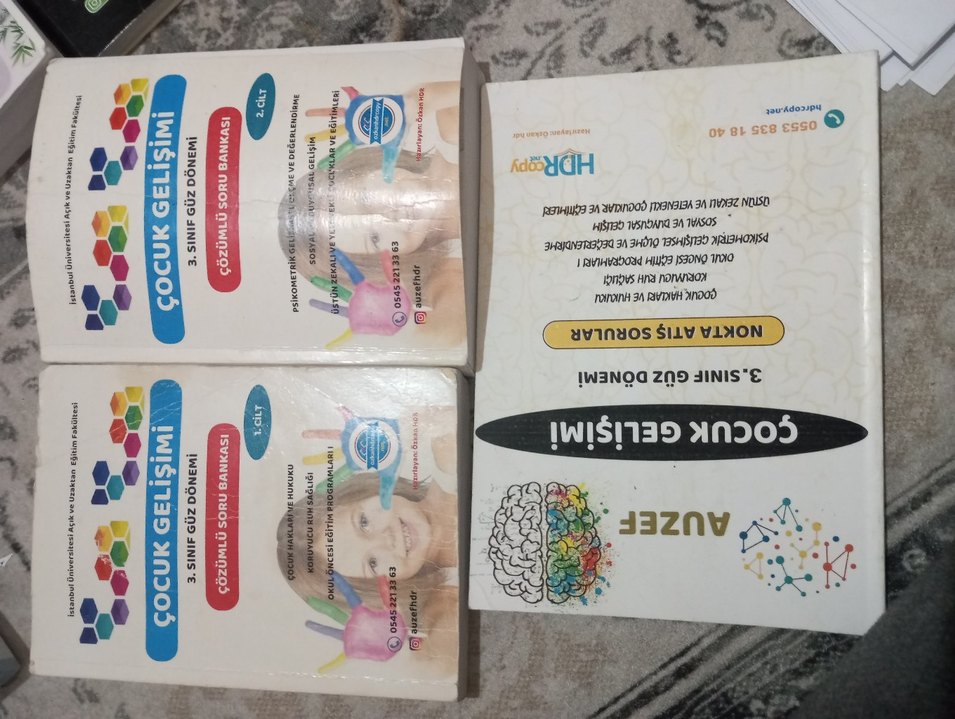 İstanbul Üniversitesi Açık ve Uzaktan Eğitim Fakültesi
ÇOCUK GELİŞİMİ
3. SINIF GÜZ DÖNEMİ
ÇÖZÜMLÜ SORU BANKASI
2. CİLT
PSİKOMETRİK GELİŞİMSEL ÖLÇME VE DEĞERLENDİRME
SOSYAL VE DUYGUSAL GELİŞİM
ÜSTÜN ZEKALI VE YETENEKLİ ÇOCUKLAR VE EĞİTİMLERİ
Hazırlayan: Özkan HDR
0545 221 33 63
auzefhdr
İstanbul Üniversitesi Açık ve Uzaktan Eğitim Fakültesi
ÇOCUK GELİŞİMİ
3. SINIF GÜZ DÖNEMİ
ÇÖZÜMLÜ SORU BANKASI
1. CİLT
ÇOCUK HAKLARI VE HUKUKU
KORUYUCU RUH SAĞLIĞI
OKUL ÖNCESİ EĞİTİM PROGRAMLARI I
Hazırlayan: Özkan HDR
0545 221 33 63
auzefhdr
AUZEF
ÇOCUK GELİŞİMİ
3. SINIF GÜZ DÖNEMİ
NOKTA ATIŞ SORULAR
ÇOCUK HAKLARI VE HUKUKU
KORUYUCU RUH SAĞLIĞI
OKUL ÖNCESİ EĞİTİM PROGRAMLARI I
PSİKOMETRİK GELİŞİMSEL ÖLÇME VE DEĞERLENDİRME
SOSYAL VE DUYGUSAL GELİŞİM
ÜSTÜN ZEKALI VE YETENEKLİ ÇOCUKLAR VE EĞİTİMLERİ
HDRcopy
.net
Hazırlayan: Özkan hdr
0553 835 18 40
hdrcopy.net